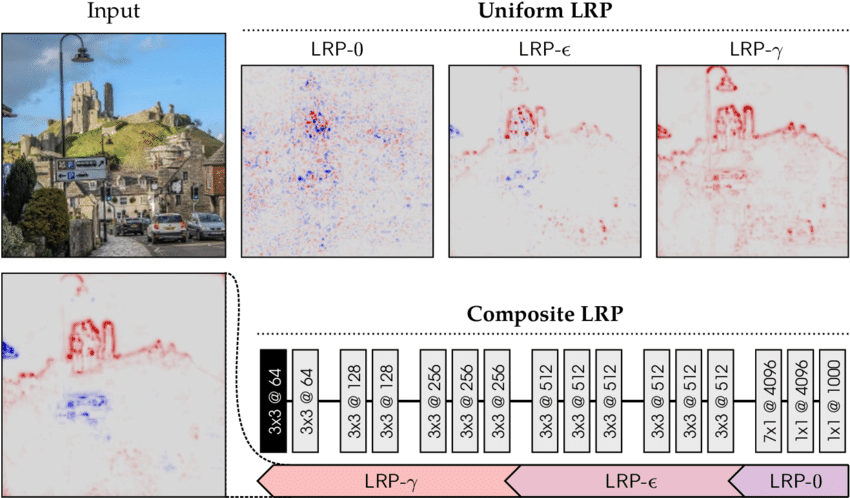 Input
Uniform LRP
LRP-0
LRP-ϵ
LRP-γ
Composite LRP
3x3 @ 64
3x3 @ 64
3x3 @ 128
3x3 @ 128
3x3 @ 256
3x3 @ 256
3x3 @ 256
3x3 @ 512
3x3 @ 512
3x3 @ 512
3x3 @ 512
3x3 @ 512
3x3 @ 512
7x1 @ 4096
1x1 @ 4096
1x1 @ 1000
LRP-γ
LRP-ϵ
LRP-0